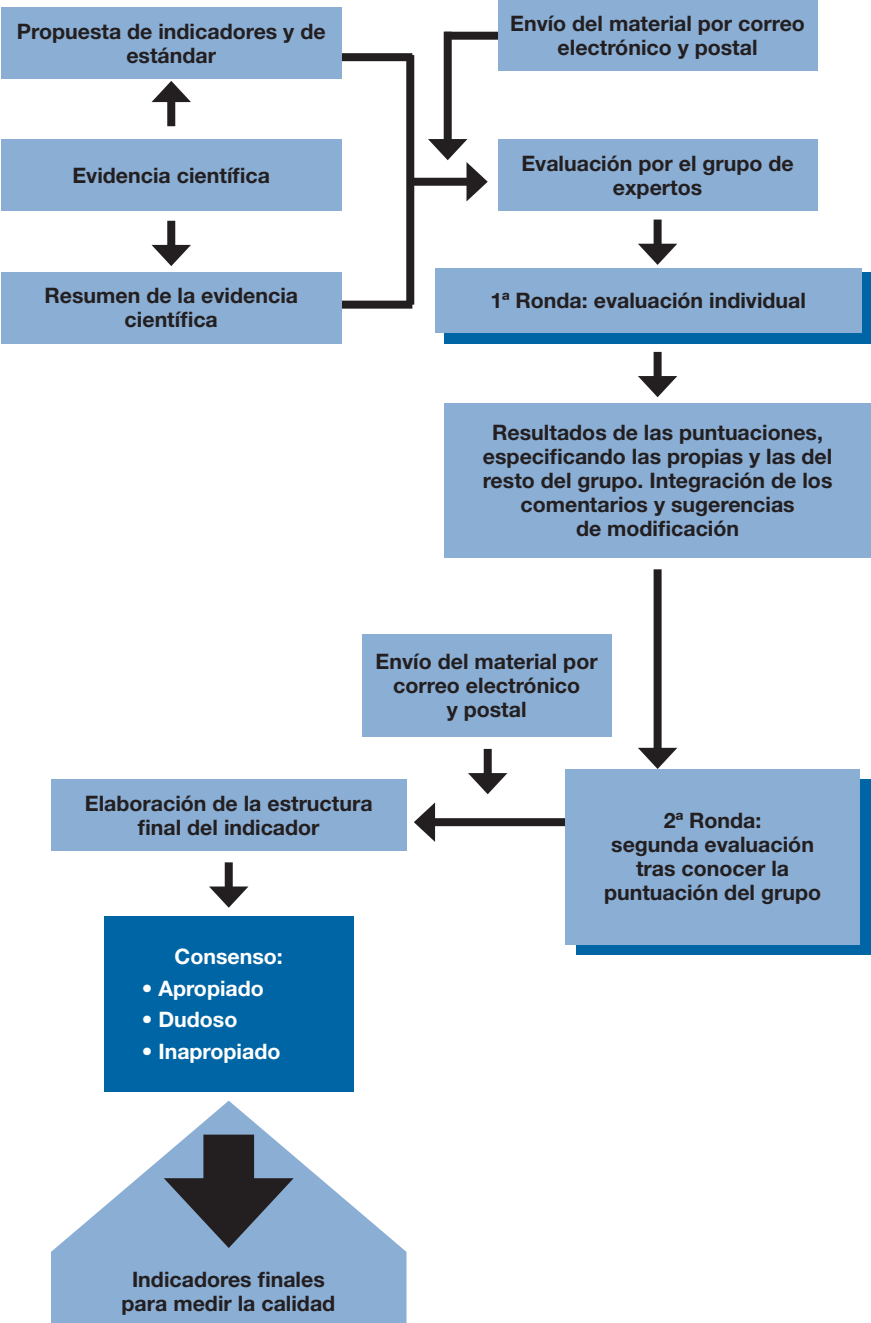 Propuesta de indicadores y de
estándar
Envío del material por correo
electrónico y postal
Evidencia científica
Evaluación por el grupo de
expertos
Resumen de la evidencia
científica
1ª Ronda: evaluación individual
Resultados de las puntuaciones,
especificando las propias y las del
resto del grupo. Integración de los
comentarios y sugerencias
de modificación
Envío del material por
correo electrónico
y postal
Elaboración de la estructura
final del indicador
2ª Ronda:
segunda evaluación
tras conocer la
puntuación del grupo
Consenso:
• Apropiado
• Dudoso
• Inapropiado
Indicadores finales
para medir la calidad